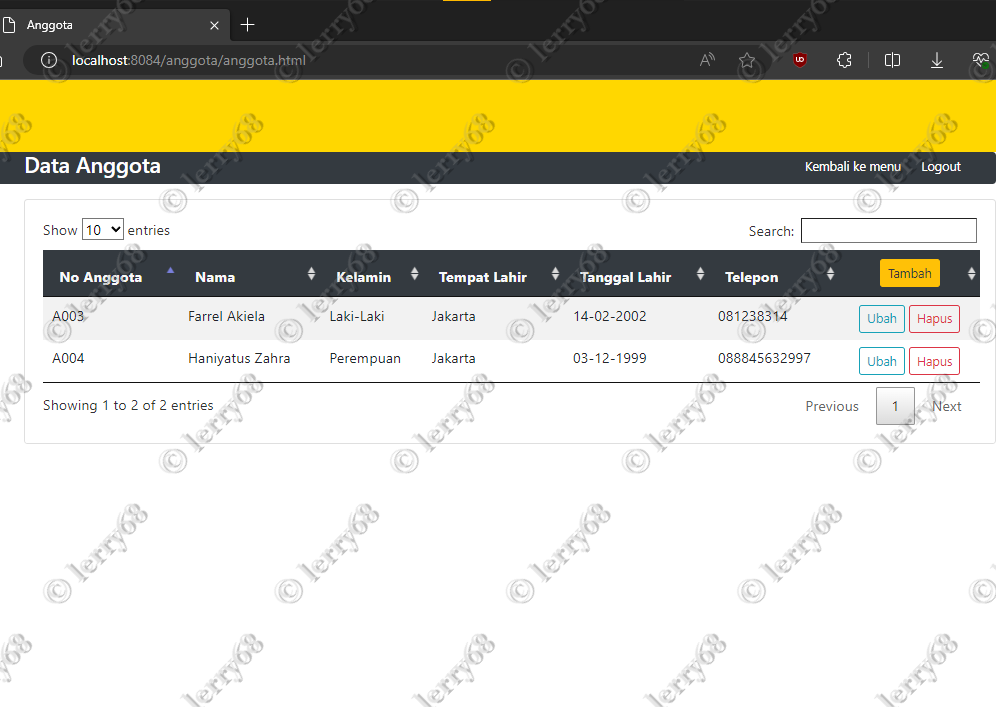 Anggota
localhost:8084/anggota/anggota.html
Data Anggota Kembali ke menu Logout
Show 10 entries Search:
No Anggota Nama Kelamin Tempat Lahir Tanggal Lahir Telepon Tambah
A003 Farrel Akiela Laki-Laki Jakarta 14-02-2002 081238314 Ubah Hapus
A004 Haniyatus Zahra Perempuan Jakarta 03-12-1999 088845632997 Ubah Hapus
Showing 1 to 2 of 2 entries Previous 1 Next
© lerry68